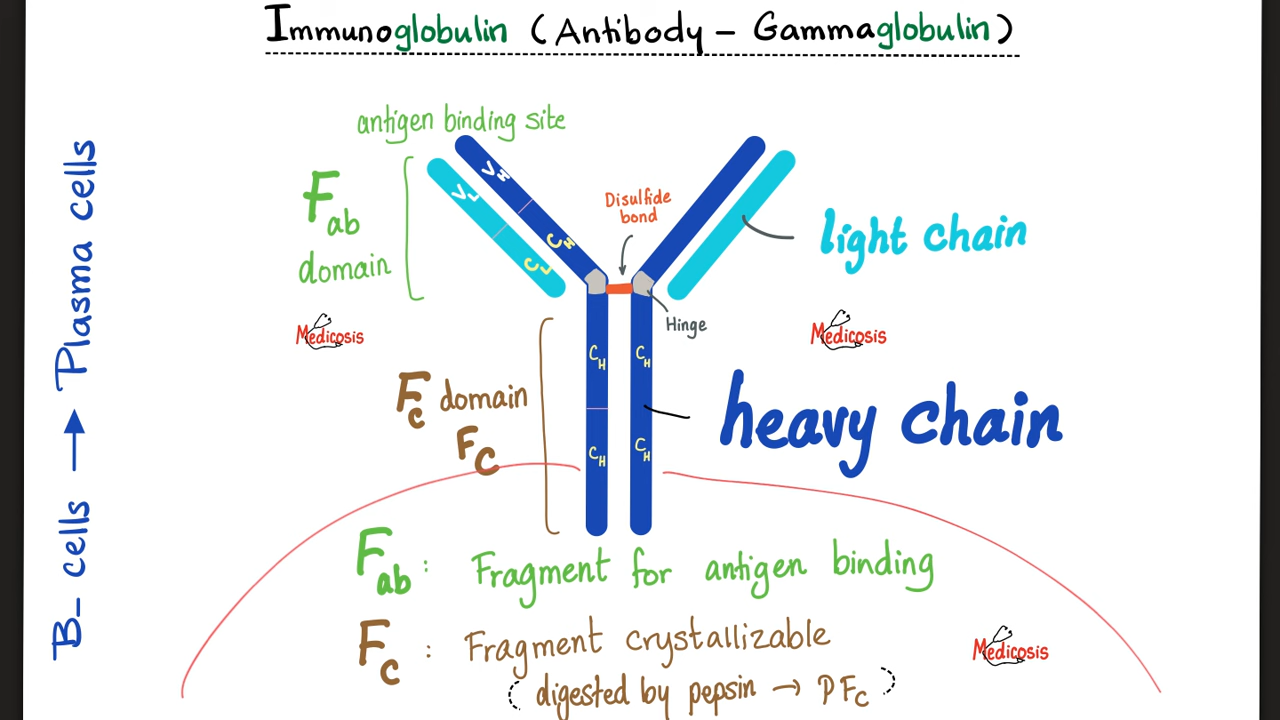 Immunoglobulin (Antibody – Gammaglobulin)
antigen binding site
Fab
domain
VH
VL
CH
CL
Disulfide
bond
light chain
Hinge
Medicosis
Medicosis
B- cells → Plasma cells
Fc domain
Fc
CH
CH
CH
CH
heavy chain
Fab : Fragment for antigen binding
Fc : Fragment crystallizable
(digested by pepsin → PFc)
Medicosis